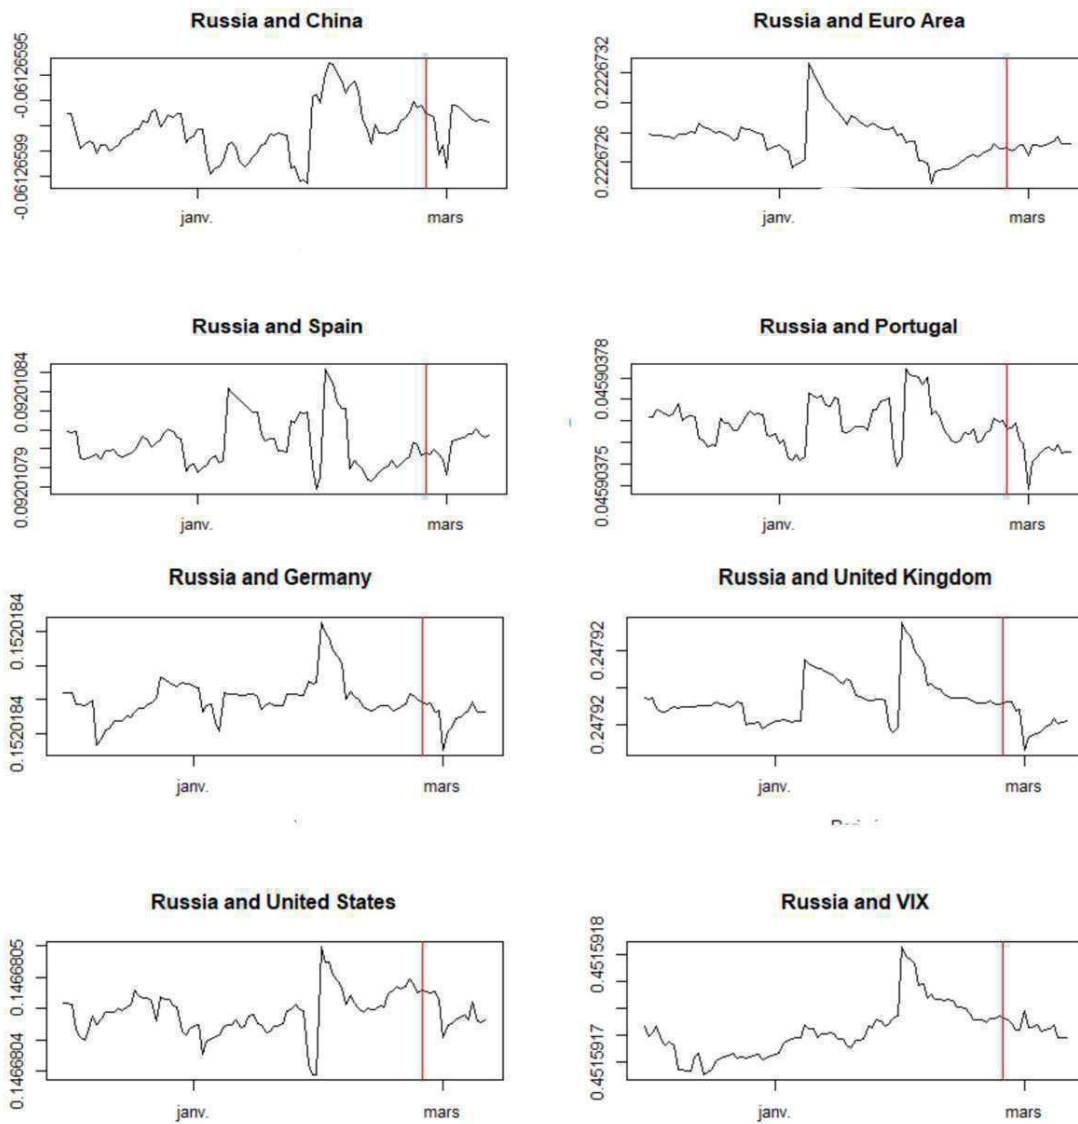 Russia and China
-0.06126595
-0.06126599
janv.
mars
Russia and Euro Area
0.2226732
0.2226726
janv.
mars
Russia and Spain
0.09201084
0.09201079
janv.
mars
Russia and Portugal
0.04590378
0.04590375
janv.
mars
Russia and Germany
0.1520184
0.1520184
janv.
mars
Russia and United Kingdom
0.24792
0.24792
janv.
mars
Russia and United States
0.1466805
0.1466804
janv.
mars
Russia and VIX
0.4515918
0.4515917
janv.
mars